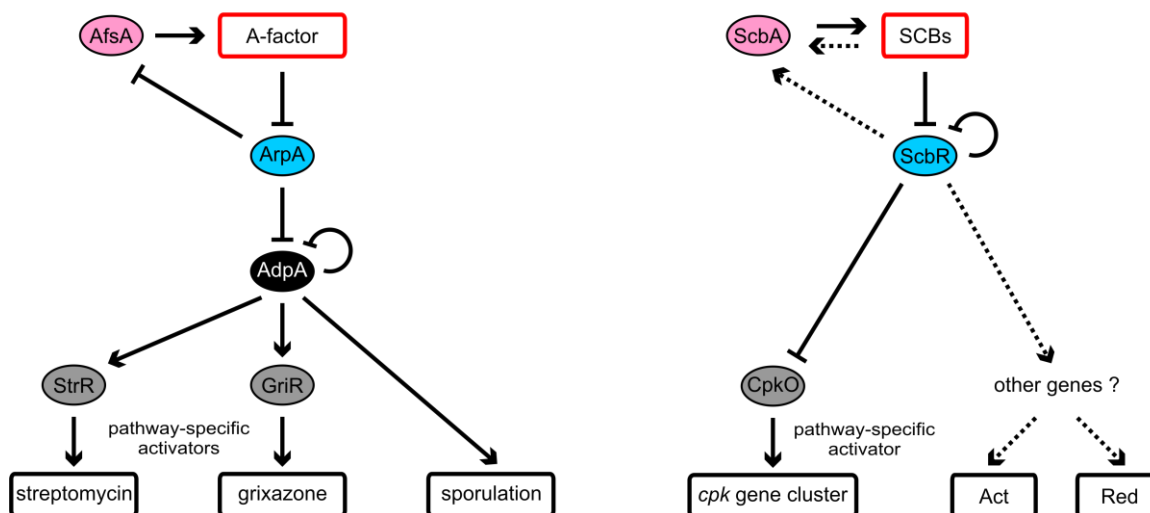 AfsA
A-factor
ScbA
SCBs
ArpA
ScbR
AdpA
StrR
GriR
CpkO
other genes ?
pathway-specific
activators
pathway-specific
activator
streptomycin
grixazone
sporulation
cpk gene cluster
Act
Red